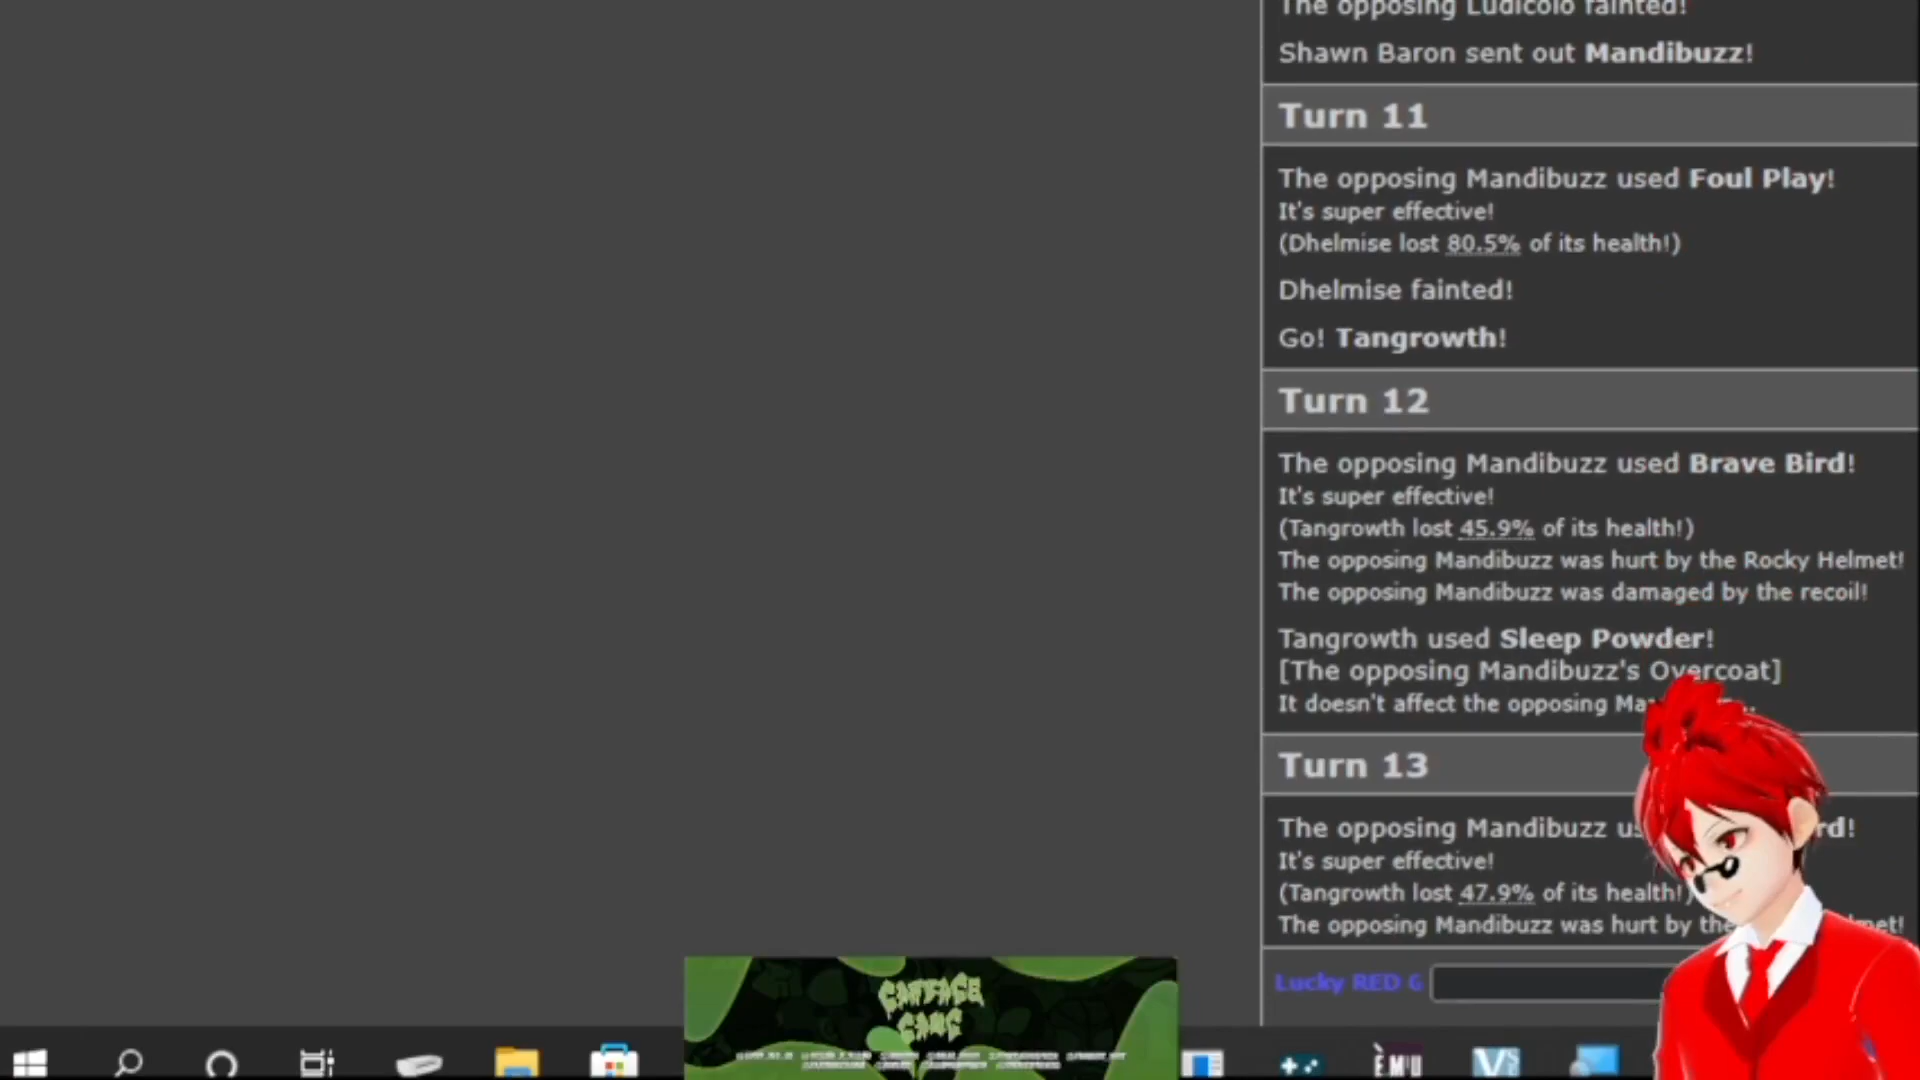 The opposing Ludicolo fainted!
Shawn Baron sent out Mandibuzz!
Turn 11
The opposing Mandibuzz used Foul Play!
It's super effective!
(Dhelmise lost 80.5% of its health!)
Dhelmise fainted!
Go! Tangrowth!
Turn 12
The opposing Mandibuzz used Brave Bird!
It's super effective!
(Tangrowth lost 45.9% of its health!)
The opposing Mandibuzz was hurt by the Rocky Helmet!
The opposing Mandibuzz was damaged by the recoil!
Tangrowth used Sleep Powder!
[The opposing Mandibuzz's Overcoat]
It doesn't affect the opposing
Turn 13
The opposing Mandibuzz
It's super effective!
(Tangrowth lost 47.9% of its health!)
The opposing Mandibuzz was hurt by the
Lucky RED G
GARBAGE
GANG
EMU